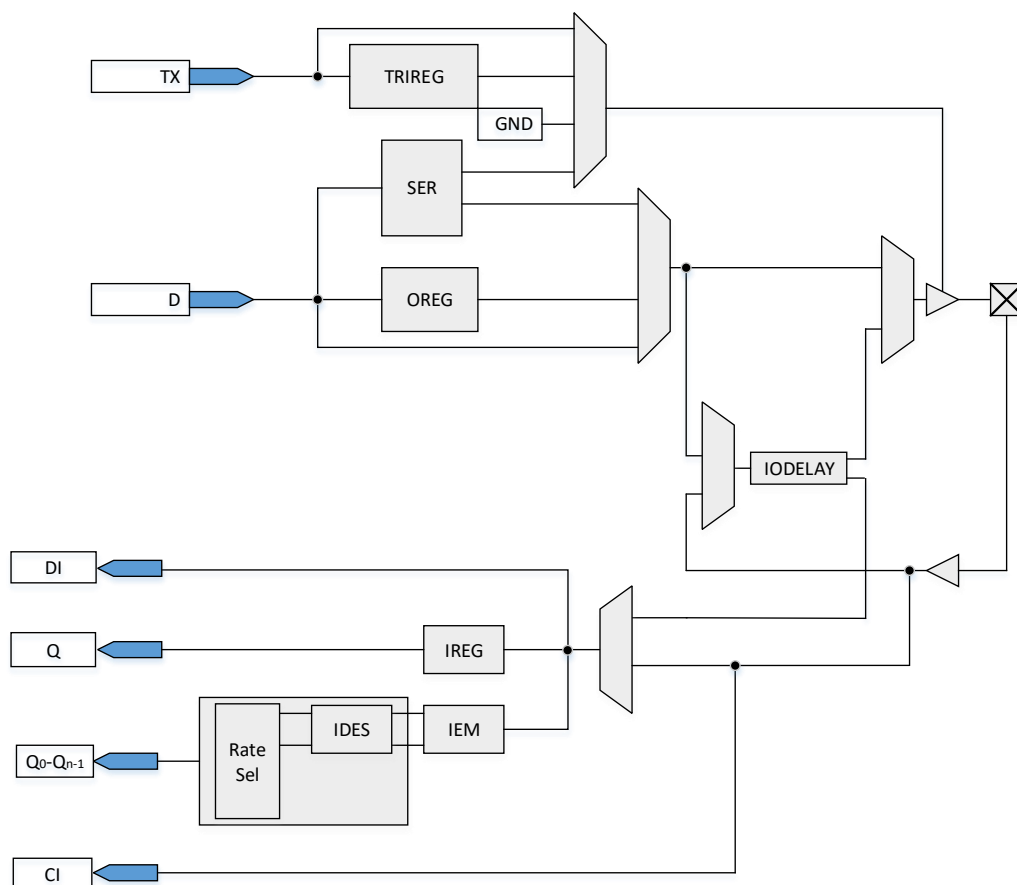 TX
TRIREG
GND
SER
D
OREG
IODELAY
DI
Q
IREG
Rate
Sel
IDES
IEM
Q0-Qn-1
CI